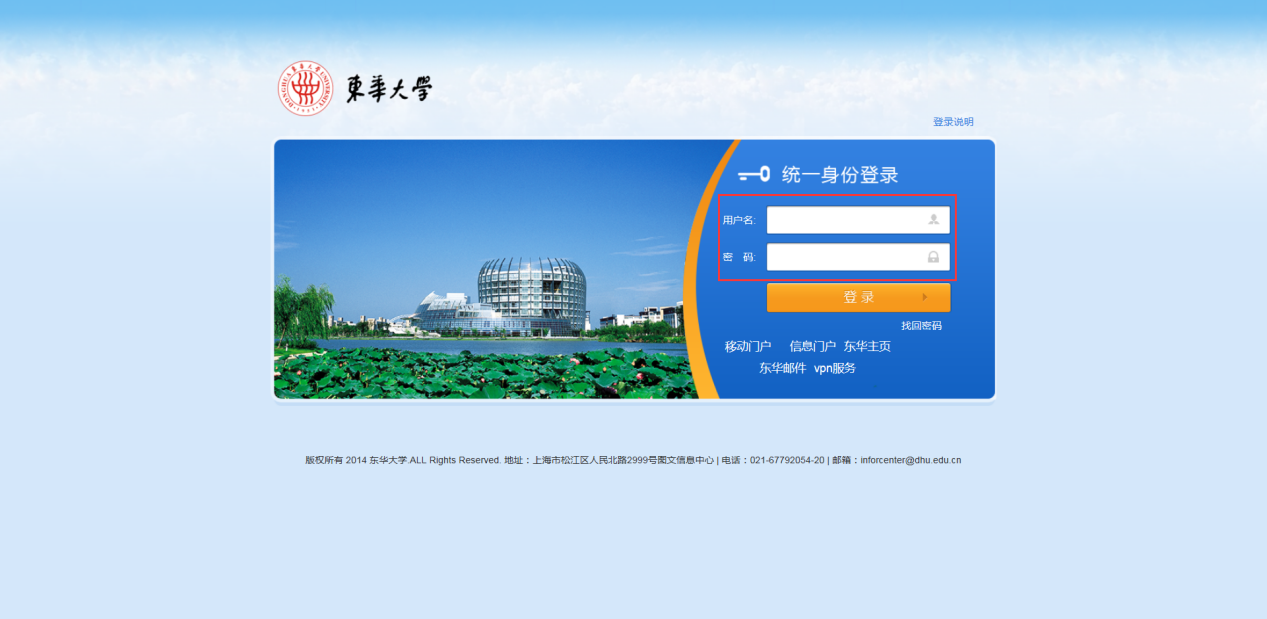 東华大學
登录说明
统一身份登录
用户名:
密 码:
登 录
找回密码
移动门户 信息门户 东华主页
东华邮件 vpn服务
版权所有 2014 东华大学.ALL Rights Reserved. 地址：上海市松江区人民北路2999号图文信息中心 | 电话：021-67792054-20 | 邮箱：inforcenter@dhu.edu.cn